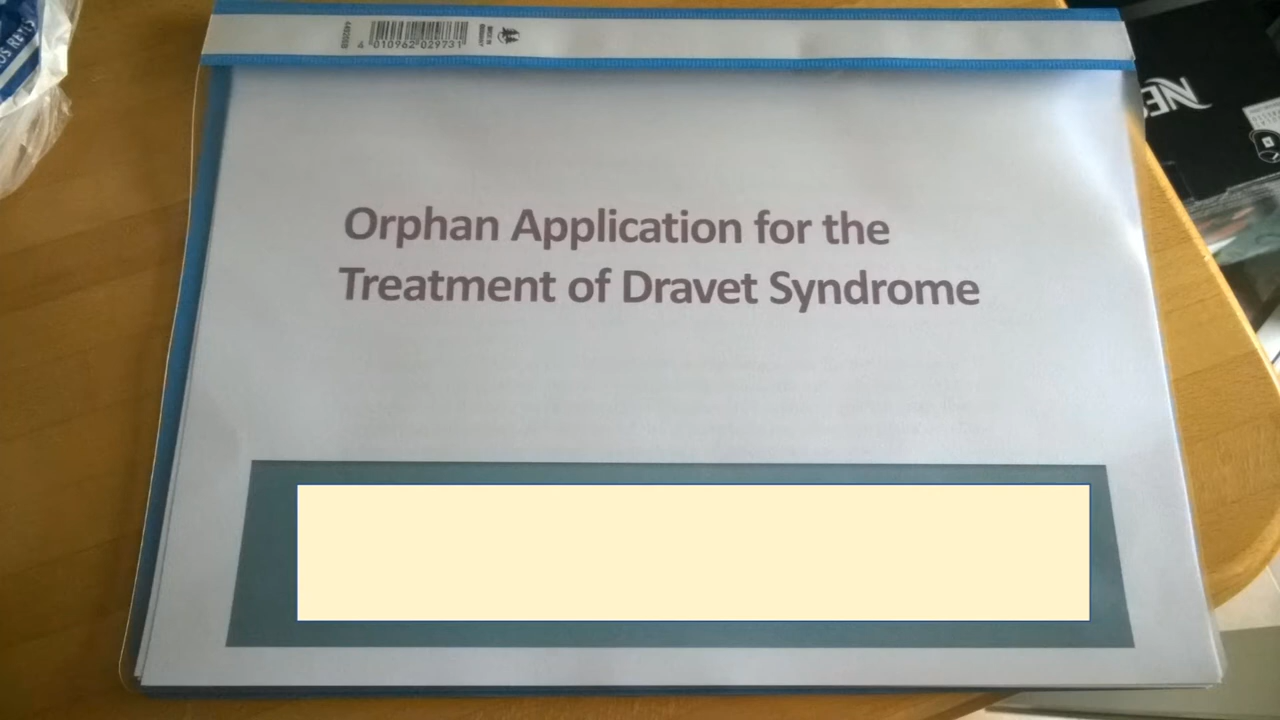 4 010962 029731
Orphan Application for the
Treatment of Dravet Syndrome